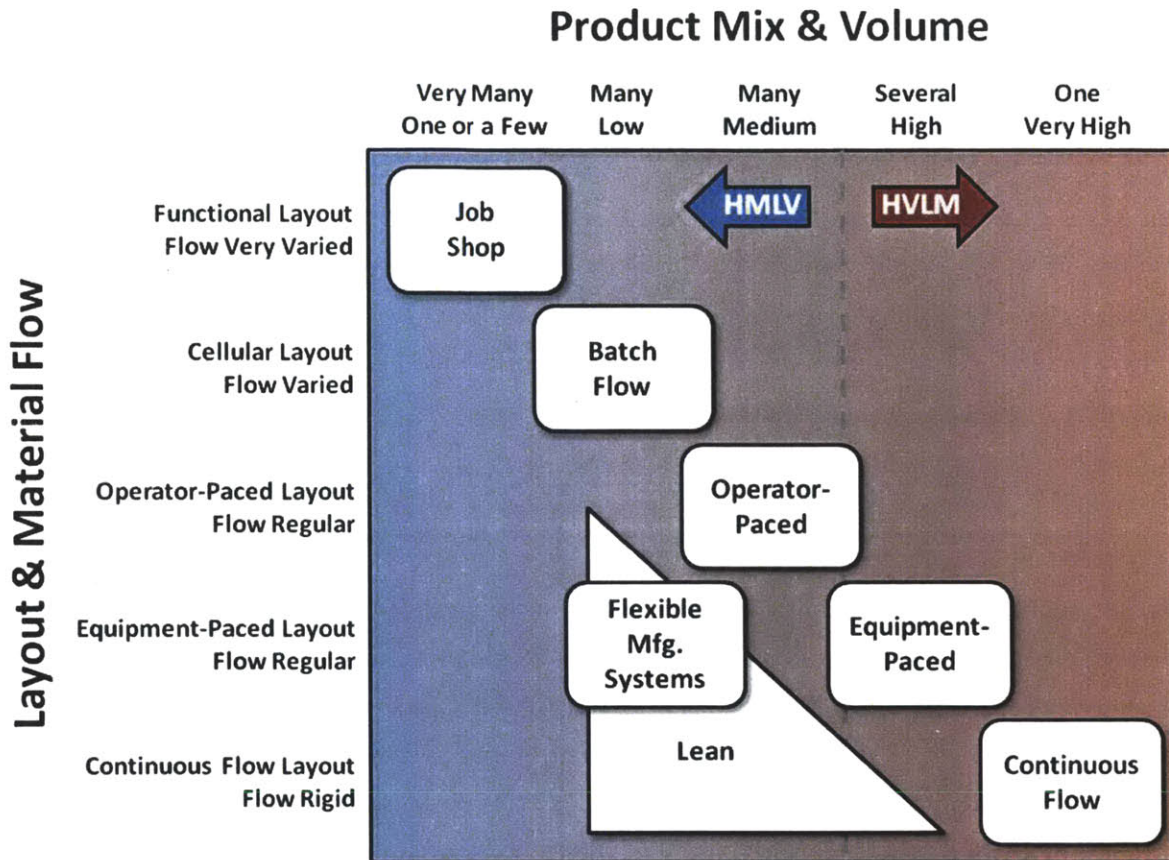 Product Mix & Volume
Very Many
One or a Few
Many
Low
Many
Medium
Several
High
One
Very High
Layout & Material Flow
Functional Layout
Flow Very Varied
Job
Shop
HMLV
HVLM
Cellular Layout
Flow Varied
Batch
Flow
Operator-Paced Layout
Flow Regular
Operator-
Paced
Equipment-Paced Layout
Flow Regular
Flexible
Mfg.
Systems
Equipment-
Paced
Continuous Flow Layout
Flow Rigid
Lean
Continuous
Flow